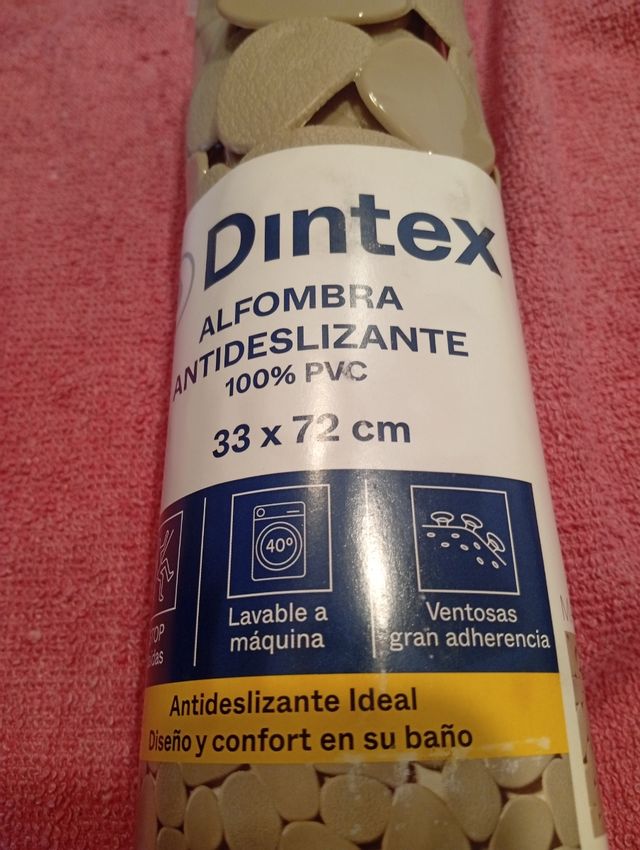 Dintex
ALFOMBRA
ANTIDESLIZANTE
100% PVC
33 x 72 cm
40º
Lavable a
máquina
Ventosas
gran adherencia
Antideslizante Ideal
Diseño y confort en su baño